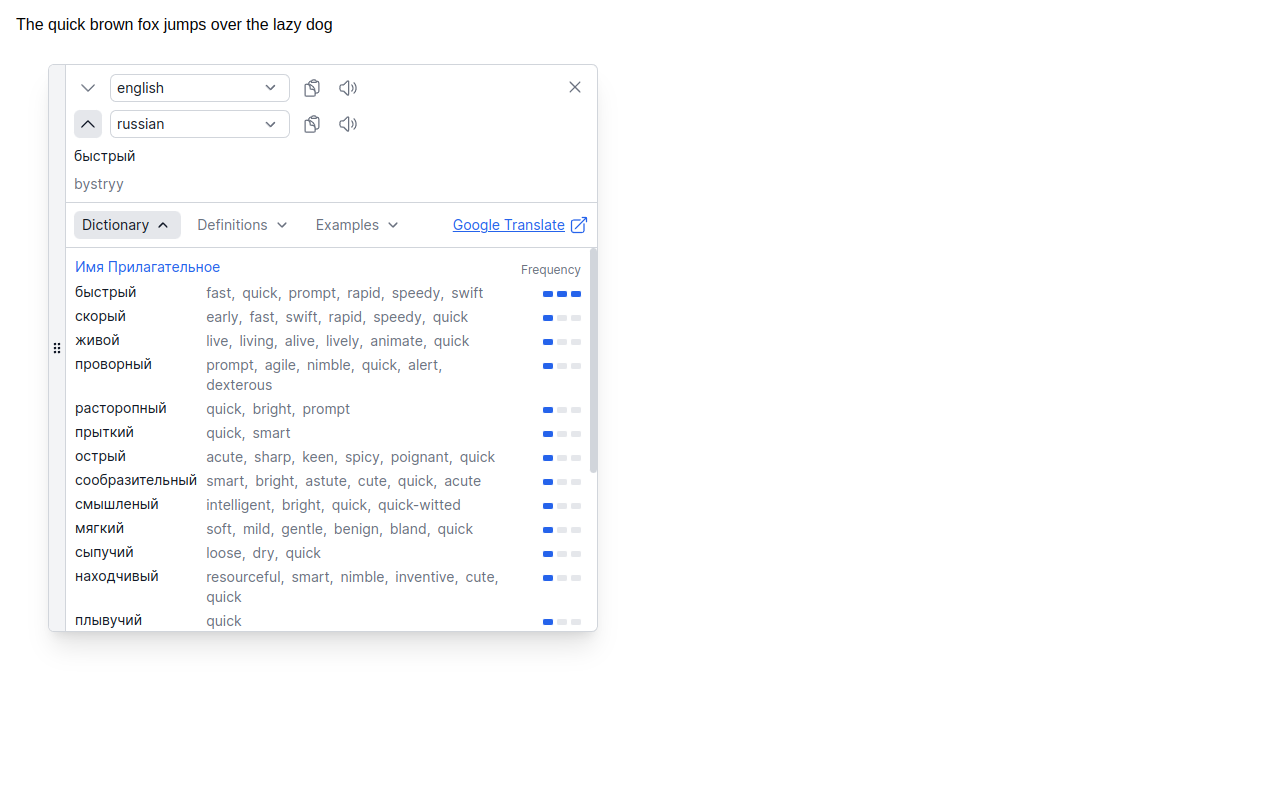 The quick brown fox jumps over the lazy dog
english
russian
быстрый
bystryy
Dictionary Definitions Examples Google Translate
Имя Прилагательное Frequency
быстрый fast, quick, prompt, rapid, speedy, swift
скорый early, fast, swift, rapid, speedy, quick
живой live, living, alive, lively, animate, quick
проворный prompt, agile, nimble, quick, alert,
dexterous
расторопный quick, bright, prompt
прыткий quick, smart
острый acute, sharp, keen, spicy, poignant, quick
сообразительный smart, bright, astute, cute, quick, acute
смышленый intelligent, bright, quick, quick-witted
мягкий soft, mild, gentle, benign, bland, quick
сыпучий loose, dry, quick
находчивый resourceful, smart, nimble, inventive, cute,
quick
плывучий quick